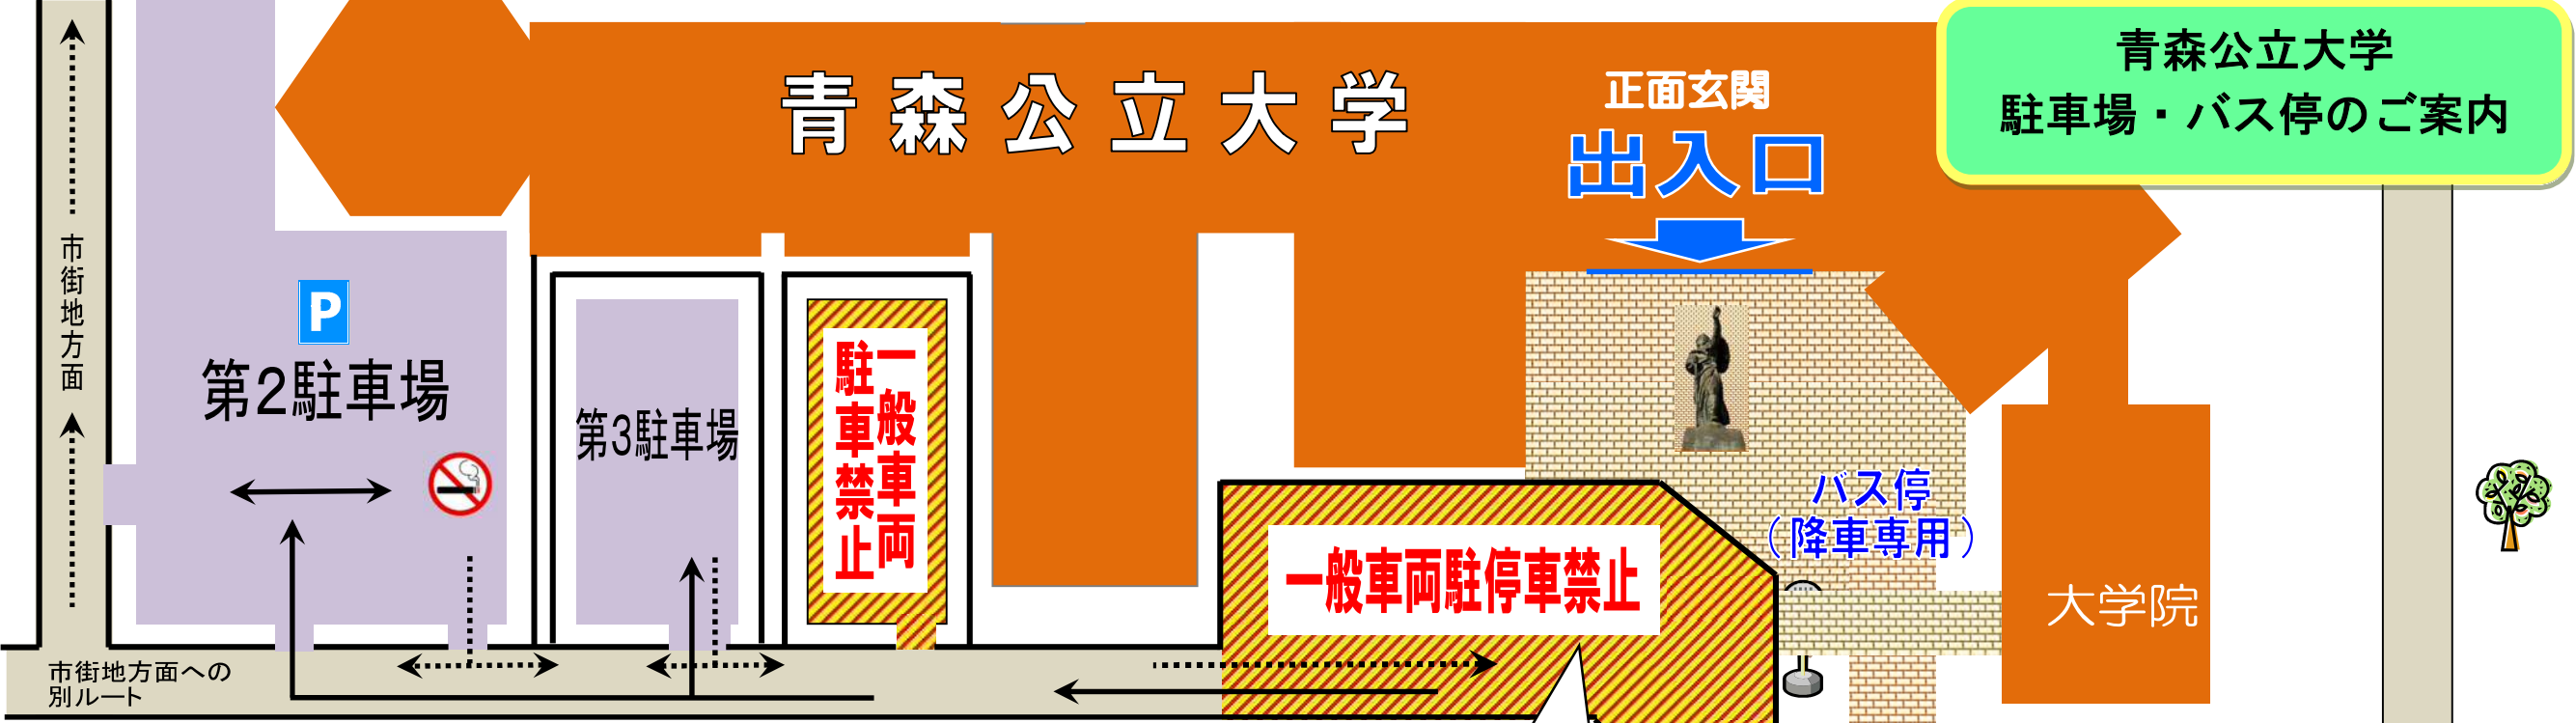 青森公立大学
駐車場・バス停のご案内
青森公立大学
正面玄関
出入口
市街地方面
P
第2駐車場
第3駐車場
一般車両
駐車禁止
一般車両駐停車禁止
バス停
（降車専用）
大学院
市街地方面への
別ルート